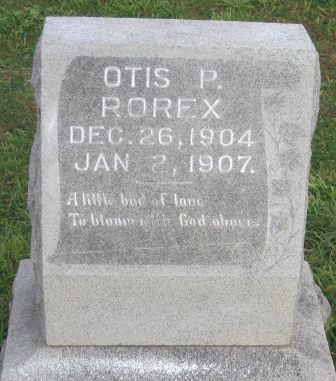 OTIS P.
ROREX
DEC. 26, 1904
JAN. 2, 1907.
A little bud of love
To bloom with God above.